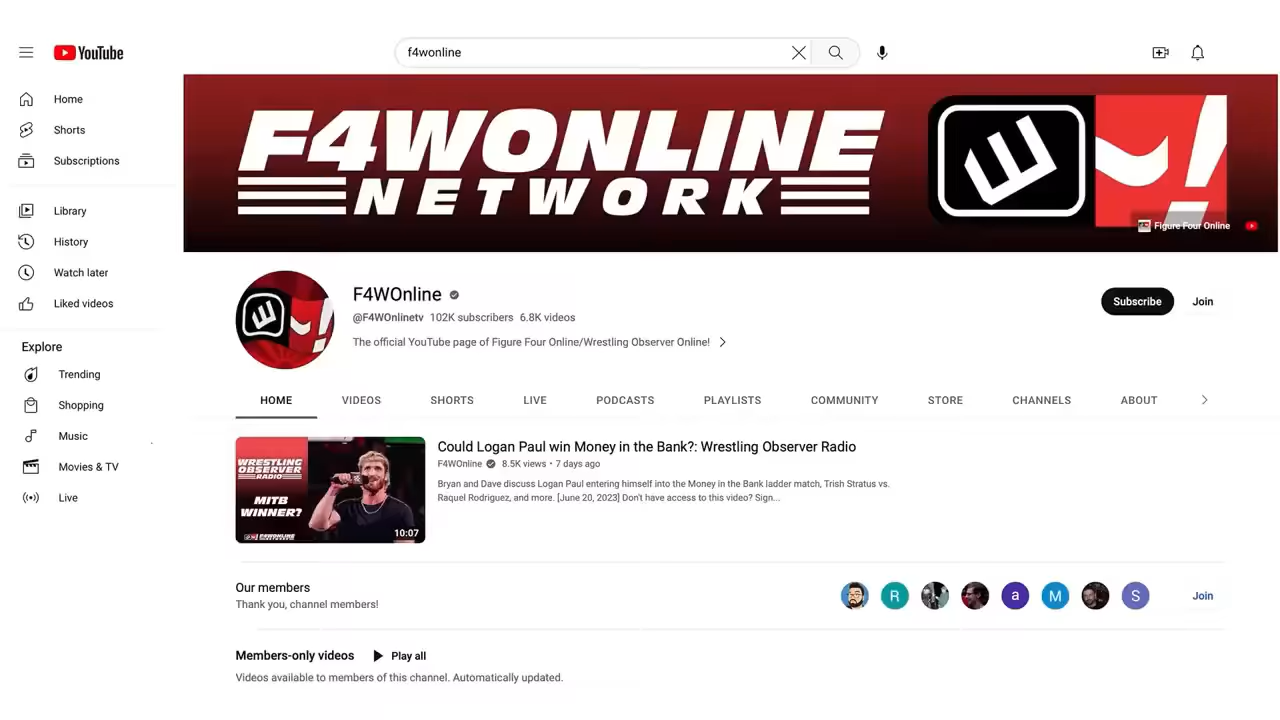 YouTube
f4wonline
Home
Shorts
Subscriptions
Library
History
Watch later
Liked videos
Explore
Trending
Shopping
Music
Movies & TV
Live
F4WONLINE
NETWORK
Figure Four Online
F4WOnline
@F4WOnlinetv 102K subscribers 6.8K videos
The official YouTube page of Figure Four Online/Wrestling Observer Online!
Subscribe
Join
HOME VIDEOS SHORTS LIVE PODCASTS PLAYLISTS COMMUNITY STORE CHANNELS ABOUT
WRESTLING
OBSERVER
RADIO
MITB
WINNER?
F4WONLINE
NETWORK
10:07
Could Logan Paul win Money in the Bank?: Wrestling Observer Radio
F4WOnline 8.5K views • 7 days ago
Bryan and Dave discuss Logan Paul entering himself into the Money in the Bank ladder match, Trish Stratus vs.
Raquel Rodriguez, and more. [June 20, 2023] Don't have access to this video? Sign...
Our members
Thank you, channel members!
R a M S
Join
Members-only videos Play all
Videos available to members of this channel. Automatically updated.